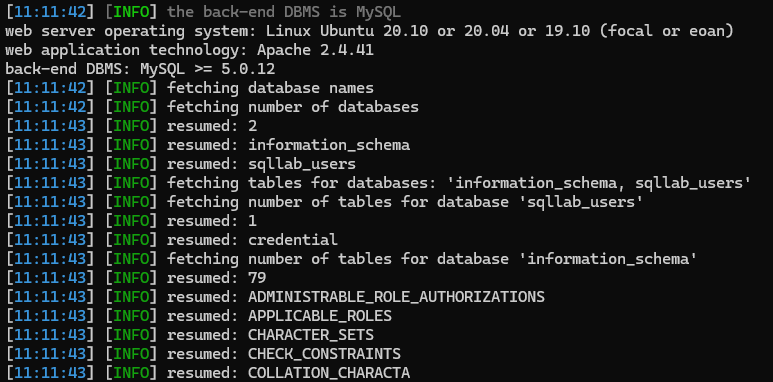 [11:11:42] [INFO] the back-end DBMS is MySQL
web server operating system: Linux Ubuntu 20.10 or 20.04 or 19.10 (focal or eoan)
web application technology: Apache 2.4.41
back-end DBMS: MySQL >= 5.0.12
[11:11:42] [INFO] fetching database names
[11:11:42] [INFO] fetching number of databases
[11:11:43] [INFO] resumed: 2
[11:11:43] [INFO] resumed: information_schema
[11:11:43] [INFO] resumed: sqllab_users
[11:11:43] [INFO] fetching tables for databases: 'information_schema, sqllab_users'
[11:11:43] [INFO] fetching number of tables for database 'sqllab_users'
[11:11:43] [INFO] resumed: 1
[11:11:43] [INFO] resumed: credential
[11:11:43] [INFO] fetching number of tables for database 'information_schema'
[11:11:43] [INFO] resumed: 79
[11:11:43] [INFO] resumed: ADMINISTRABLE_ROLE_AUTHORIZATIONS
[11:11:43] [INFO] resumed: APPLICABLE_ROLES
[11:11:43] [INFO] resumed: CHARACTER_SETS
[11:11:43] [INFO] resumed: CHECK_CONSTRAINTS
[11:11:43] [INFO] resumed: COLLATION_CHARACTA